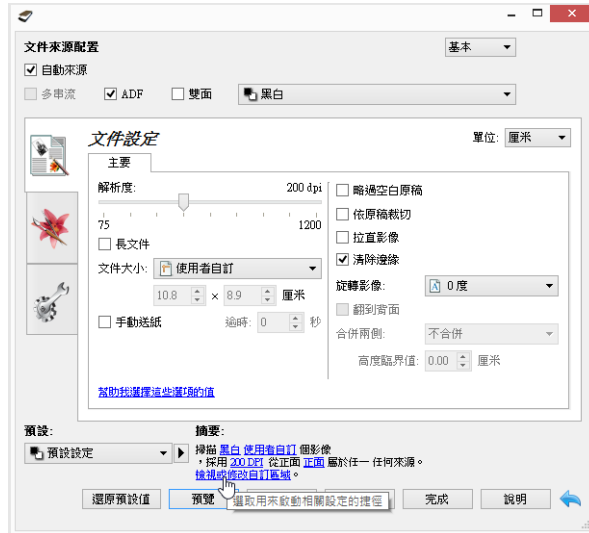 文件來源配置
基本
自動來源
多串流
ADF
雙面
黑白
文件設定
單位: 厘米
主要
解析度: 200 dpi
75 1200
長文件
文件大小: 使用者自訂
10.8 × 8.9 厘米
手動送紙 逾時: 0 秒
幫助我選擇這些選項的值
略過空白原稿
依原稿裁切
拉直影像
清除邊緣
旋轉影像: 0 度
翻到背面
合併兩側: 不合併
高度臨界值: 0.00 厘米
預設:
預設設定
摘要:
掃描 黑白 使用者自訂 個影像
，採用 200 DPI 從正面 正面 屬於任一 任何來源。
檢視或修改自訂區域。
選取用來啟動相關設定的捷徑
還原預設值 預覽 完成 說明